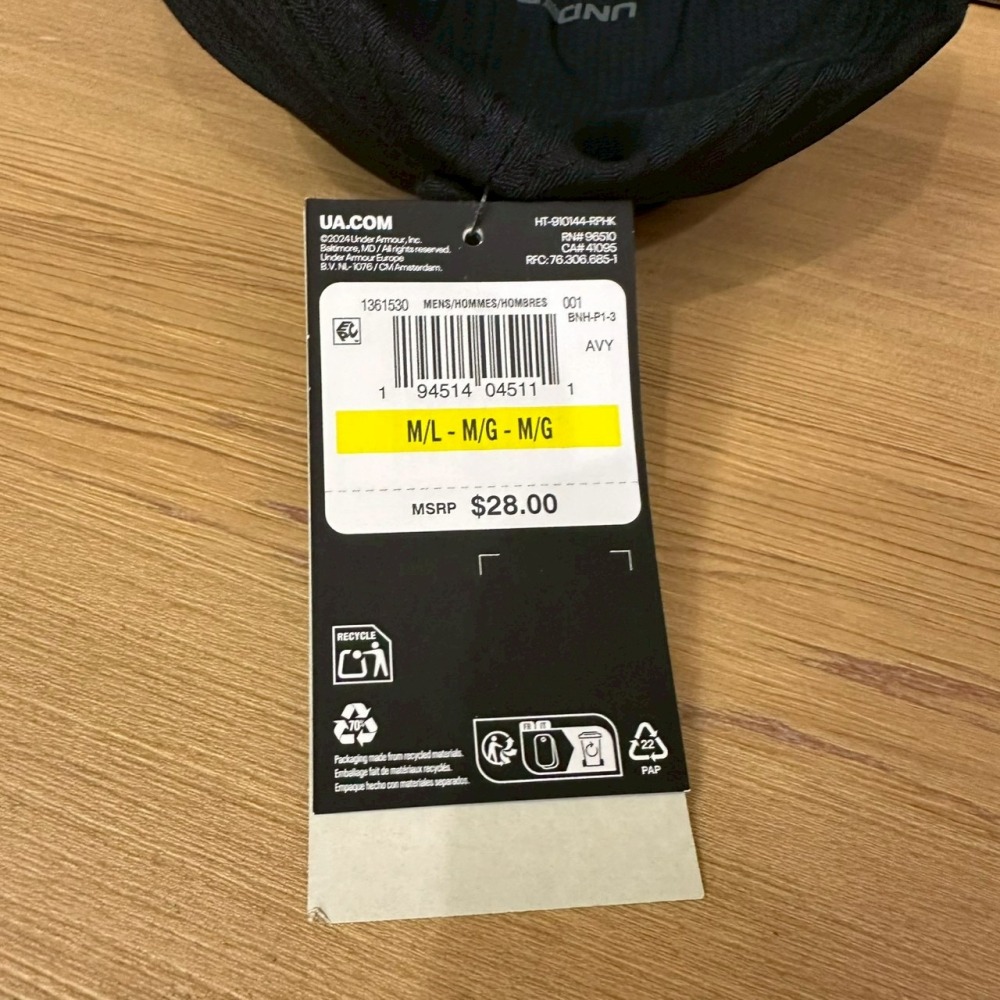 UND
UA.COM
©2024 Under Armour, Inc.
Baltimore, MD / All rights reserved.
Under Armour Europe
B.V. NL-1076 / CM Amsterdam.
HT-910144-RPHK
RN# 96510
CA# 41095
RFC: 76.306.685-1
1361530 MENS/HOMMES/HOMBRES 001
BNH-P1-3
AVY
1 94514 04511 1
M/L - M/G - M/G
MSRP $28.00
RECYCLE
70%
Packaging made from recycled materials.
Emballage fait de matériaux recyclés.
Empaque hecho con materiales separados.
FR IT
22
PAP